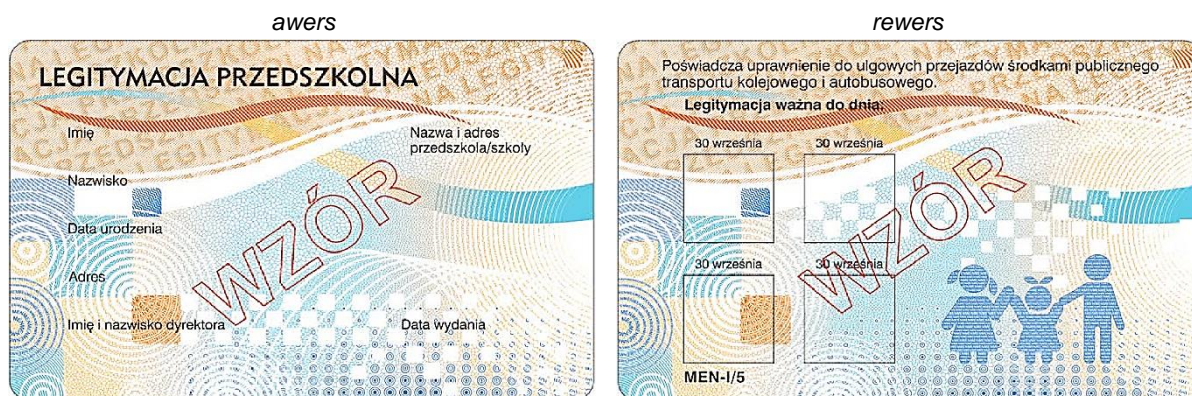 awers
LEGITYMACJA PRZEDSZKOLNA
Imię
Nazwa i adres
przedszkola/szkoły
Nazwisko
Data urodzenia
Adres
Imię i nazwisko dyrektora
Data wydania
WZÓR
rewers
Poświadcza uprawnienie do ulgowych przejazdów środkami publicznego
transportu kolejowego i autobusowego.
Legitymacja ważna do dnia:
30 września
30 września
30 września
30 września
WZÓR
MEN-I/5